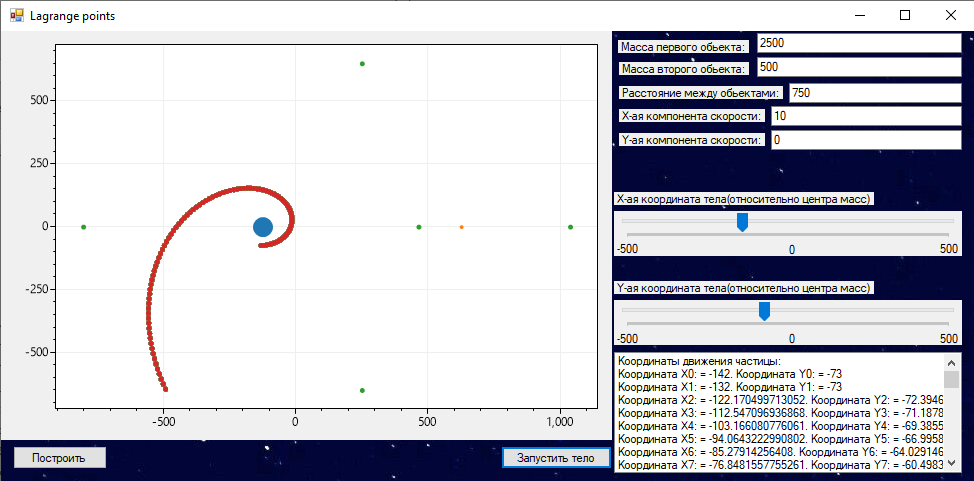 Lagrange points
500
250
0
-250
-500
-500
0
500
1,000
Масса первого обьекта:
2500
Масса второго обьекта:
500
Расстояние между обьектами:
750
X-ая компонента скорости:
10
Y-ая компонента скорости:
0
X-ая координата тела(относительно центра масс)
-500
0
500
Y-ая координата тела(относительно центра масс)
-500
0
500
Координаты движения частицы:
Координата X0: = -142. Координата Y0: = -73
Координата X1: = -132. Координата Y1: = -73
Координата X2: = -122.170499713052. Координата Y2: = -72.3946
Координата X3: = -112.547096936868. Координата Y3: = -71.1878
Координата X4: = -103.166080776061. Координата Y4: = -69.3855
Координата X5: = -94.0643222990802. Координата Y5: = -66.9958
Координата X6: = -85.27914256408. Координата Y6: = -64.029146
Координата X7: = -76.8481557755261. Координата Y7: = -60.4983
Построить
Запустить тело